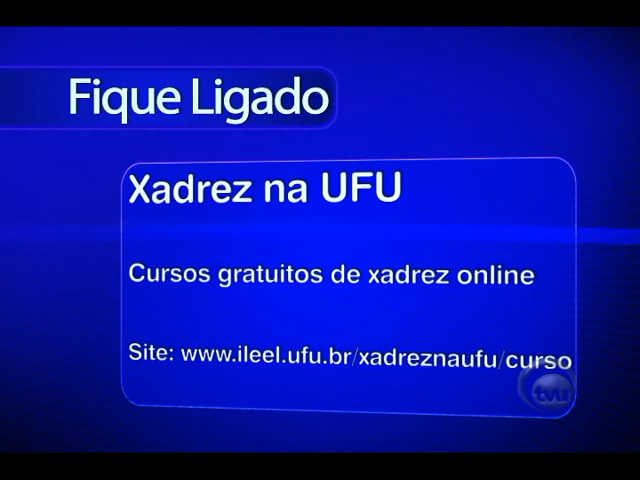 Fique Ligado
Xadrez na UFU
Cursos gratuitos de xadrez online
Site: www.ileel.ufu.br/xadreznaufu/curso
tvu